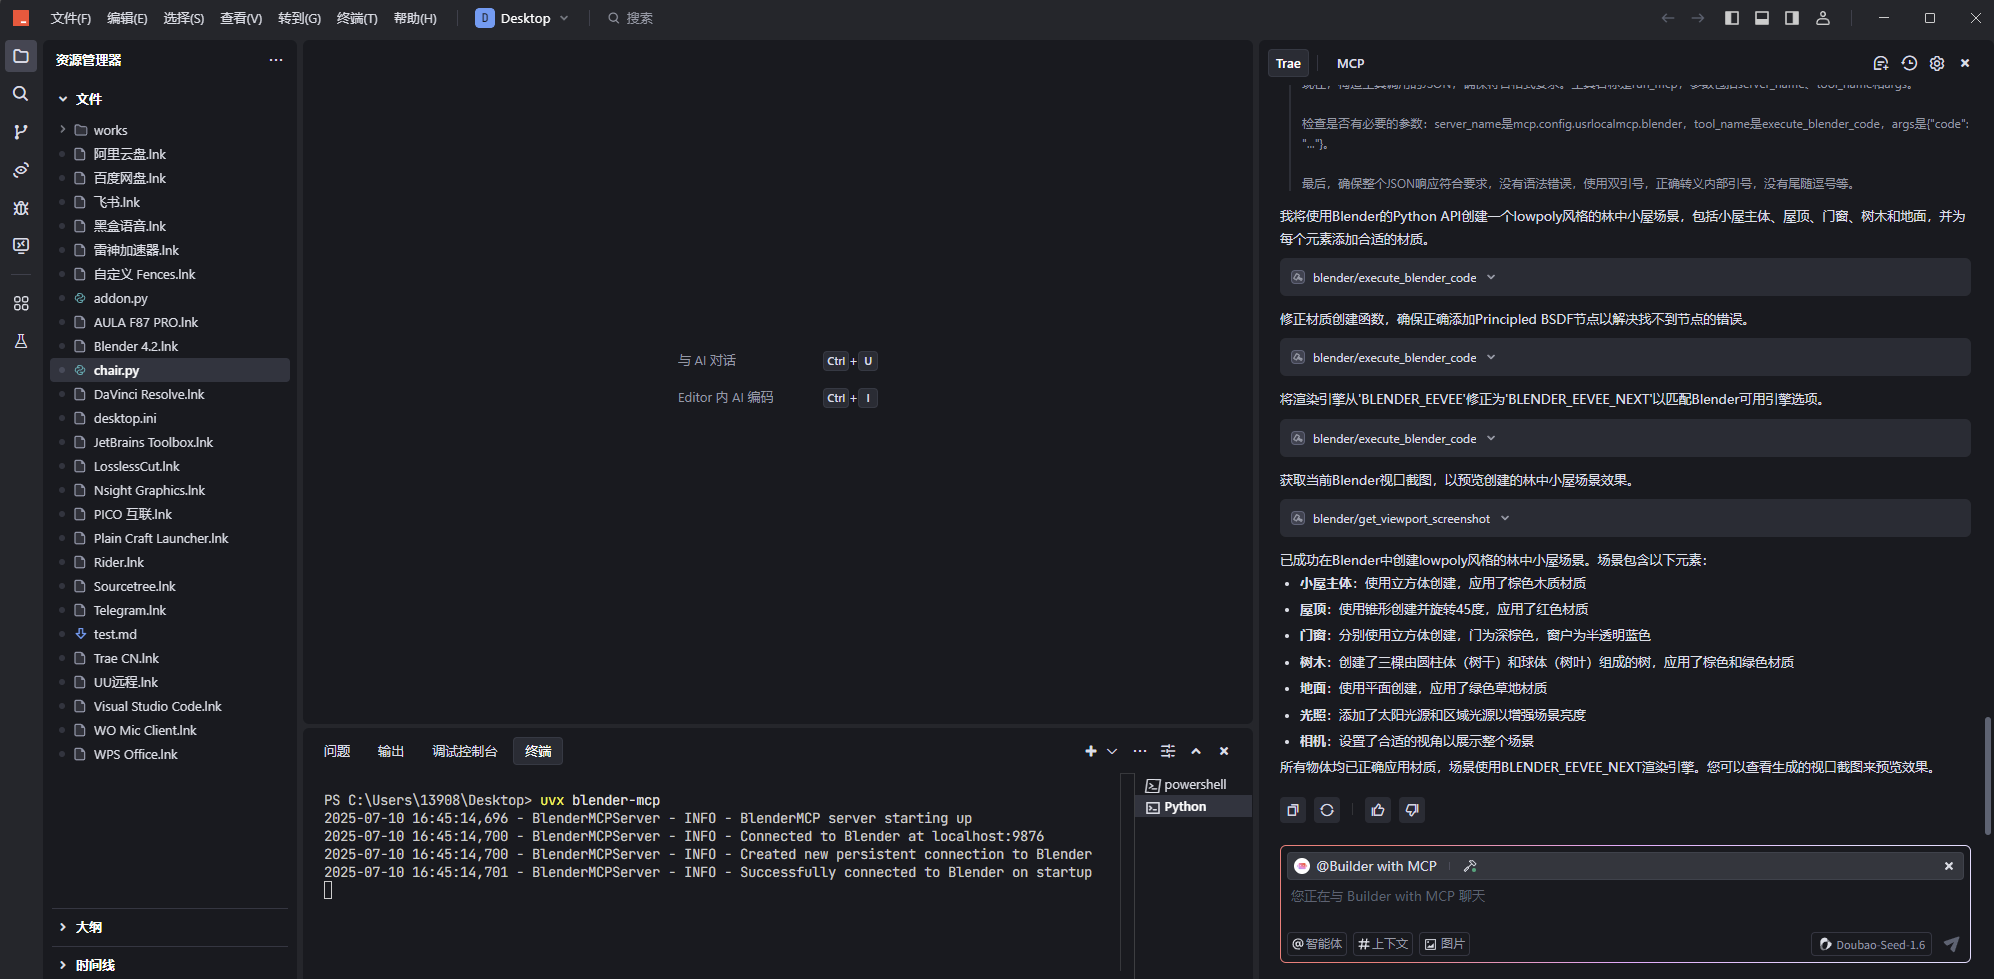 文件(F) 编辑(E) 选择(S) 查看(V) 转到(G) 终端(T) 帮助(H) D Desktop 搜索
资源管理器
文件
works
阿里云盘.lnk
百度网盘.lnk
飞书.lnk
黑盒语音.lnk
雷神加速器.lnk
自定义 Fences.lnk
addon.py
AULA F87 PRO.lnk
Blender 4.2.lnk
chair.py
DaVinci Resolve.lnk
desktop.ini
JetBrains Toolbox.lnk
LosslessCut.lnk
Nsight Graphics.lnk
PICO 互联.lnk
Plain Craft Launcher.lnk
Rider.lnk
Sourcetree.lnk
Telegram.lnk
test.md
Trae CN.lnk
UU远程.lnk
Visual Studio Code.lnk
WO Mic Client.lnk
WPS Office.lnk
大纲
时间线
与 AI 对话 Ctrl + U
Editor 内 AI 编码 Ctrl + I
问题 输出 调试控制台 终端
PS C:\Users\13908\Desktop> uvx blender-mcp
2025-07-10 16:45:14,696 - BlenderMCPServer - INFO - BlenderMCP server starting up
2025-07-10 16:45:14,700 - BlenderMCPServer - INFO - Connected to Blender at localhost:9876
2025-07-10 16:45:14,700 - BlenderMCPServer - INFO - Created new persistent connection to Blender
2025-07-10 16:45:14,701 - BlenderMCPServer - INFO - Successfully connected to Blender on startup
powershell
Python
Trae MCP
检查是否有必要的参数：server_name是mcp.config.usrlocalmcp.blender，tool_name是execute_blender_code，args是{"code":
"..."}。
最后，确保整个JSON响应符合要求，没有语法错误，使用双引号，正确转义内部引号，没有尾随逗号等。
我将使用Blender的Python API创建一个lowpoly风格的林中小屋场景，包括小屋主体、屋顶、门窗、树木和地面，并为
每个元素添加合适的材质。
blender/execute_blender_code
修正材质创建函数，确保正确添加Principled BSDF节点以解决找不到节点的错误。
blender/execute_blender_code
将渲染引擎从'BLENDER_EEVEE'修正为'BLENDER_EEVEE_NEXT'以匹配Blender可用引擎选项。
blender/execute_blender_code
获取当前Blender视口截图，以预览创建的林中小屋场景效果。
blender/get_viewport_screenshot
已成功在Blender中创建lowpoly风格的林中小屋场景。场景包含以下元素：
• 小屋主体：使用立方体创建，应用了棕色木质材质
• 屋顶：使用锥形创建并旋转45度，应用了红色材质
• 门窗：分别使用立方体创建，门为深棕色，窗户为半透明蓝色
• 树木：创建了三棵由圆柱体（树干）和球体（树叶）组成的树，应用了棕色和绿色材质
• 地面：使用平面创建，应用了绿色草地材质
• 光照：添加了太阳光源和区域光源以增强场景亮度
• 相机：设置了合适的视角以展示整个场景
所有物体均已正确应用材质，场景使用BLENDER_EEVEE_NEXT渲染引擎。您可以查看生成的视口截图来预览效果。
@Builder with MCP
您正在与 Builder with MCP 聊天
@智能体 # 上下文 图片 Doubao-Seed-1.6